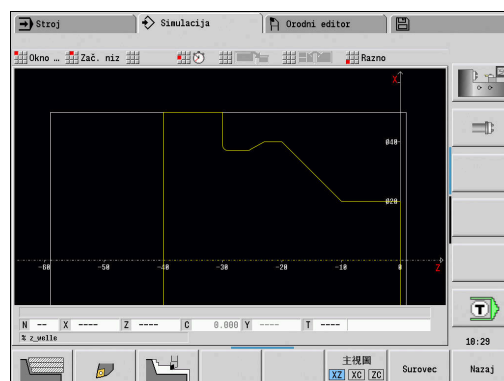 Stroj
Simulacija
Orodni editor
Okno …
Zač. niz
Razno
X
Ø40
Ø20
-60 -50 -40 -30 -20 -10 0 Z
N -- X ---- Z ---- C 0.000 Y ---- T ----
% z_welle
10:29
T
主視圖
XZ XC ZC
Surovec
Nazaj